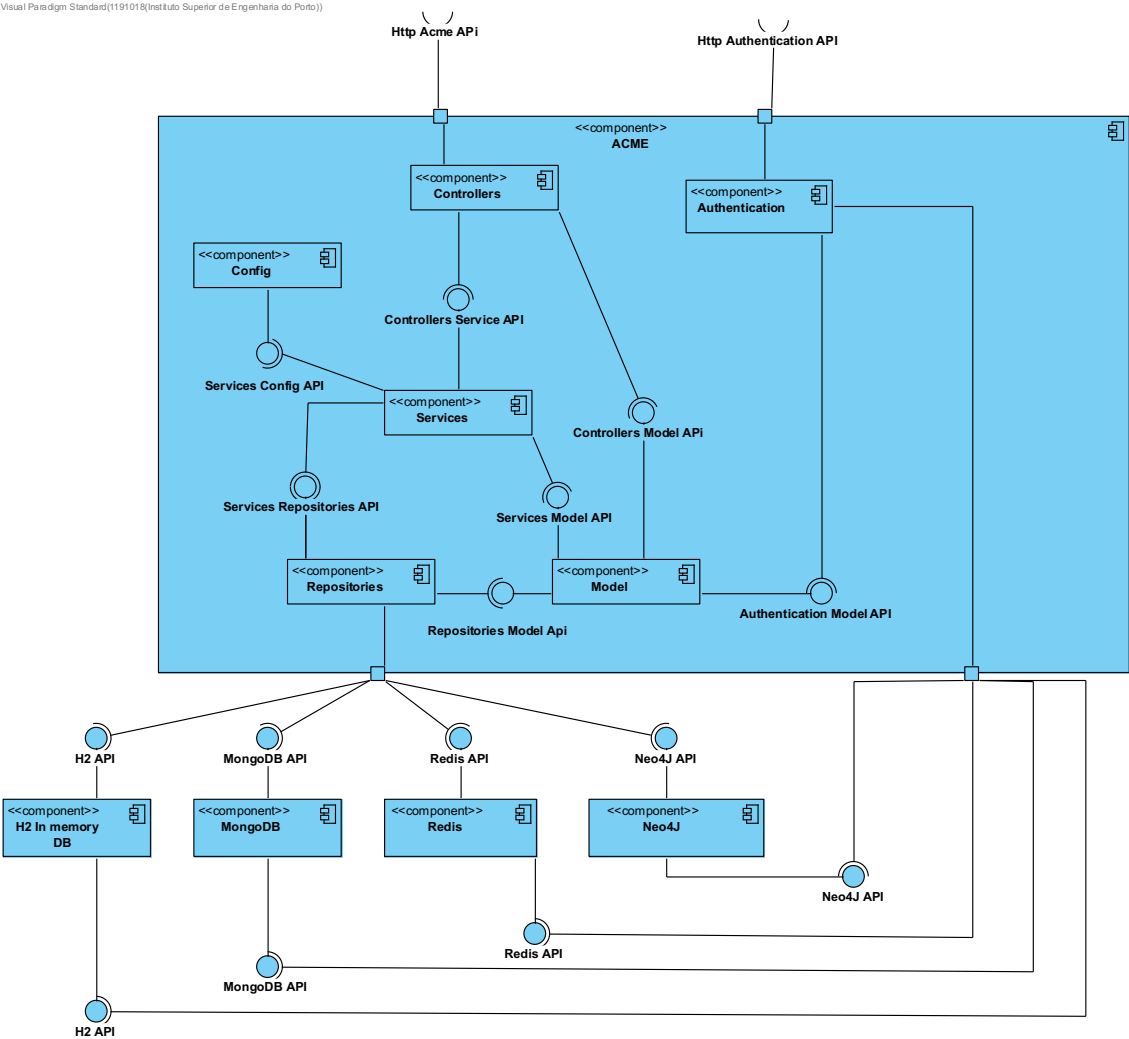 Visual Paradigm Standard(1191018(Instituto Superior de Engenharia do Porto))
Http Acme APi
Http Authentication API
<<component>>
ACME
<<component>>
Controllers
<<component>>
Authentication
<<component>>
Config
Controllers Service API
Services Config API
<<component>>
Services
Controllers Model APi
Services Repositories API
Services Model API
<<component>>
Repositories
<<component>>
Model
Repositories Model Api
Authentication Model API
H2 API
MongoDB API
Redis API
Neo4J API
<<component>>
H2 In memory
DB
<<component>>
MongoDB
<<component>>
Redis
<<component>>
Neo4J
Neo4J API
Redis API
MongoDB API
H2 API